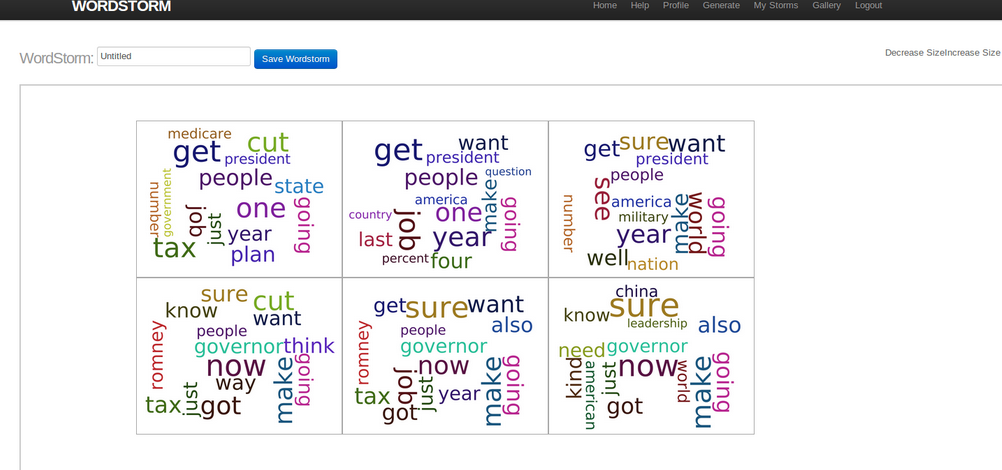 WORDSTORM
Home Help Profile Generate My Storms Gallery Logout
WordStorm: Untitled Save Wordstorm
Decrease SizeIncrease Size
medicare
cut
get
president
people
state
number
government
job
just
one
going
year
tax
plan
get
want
president
people
question
america
make
country
job
one
going
last
year
percent
four
get
sure
want
president
people
see
america
number
military
make
world
going
year
well
nation
sure
cut
know
want
people
romney
governor
think
now
way
make
going
just
tax
got
get
sure
want
also
people
romney
governor
now
job
just
year
make
going
tax
got
china
sure
know
leadership
also
need
governor
kind
american
just
now
world
make
going
got